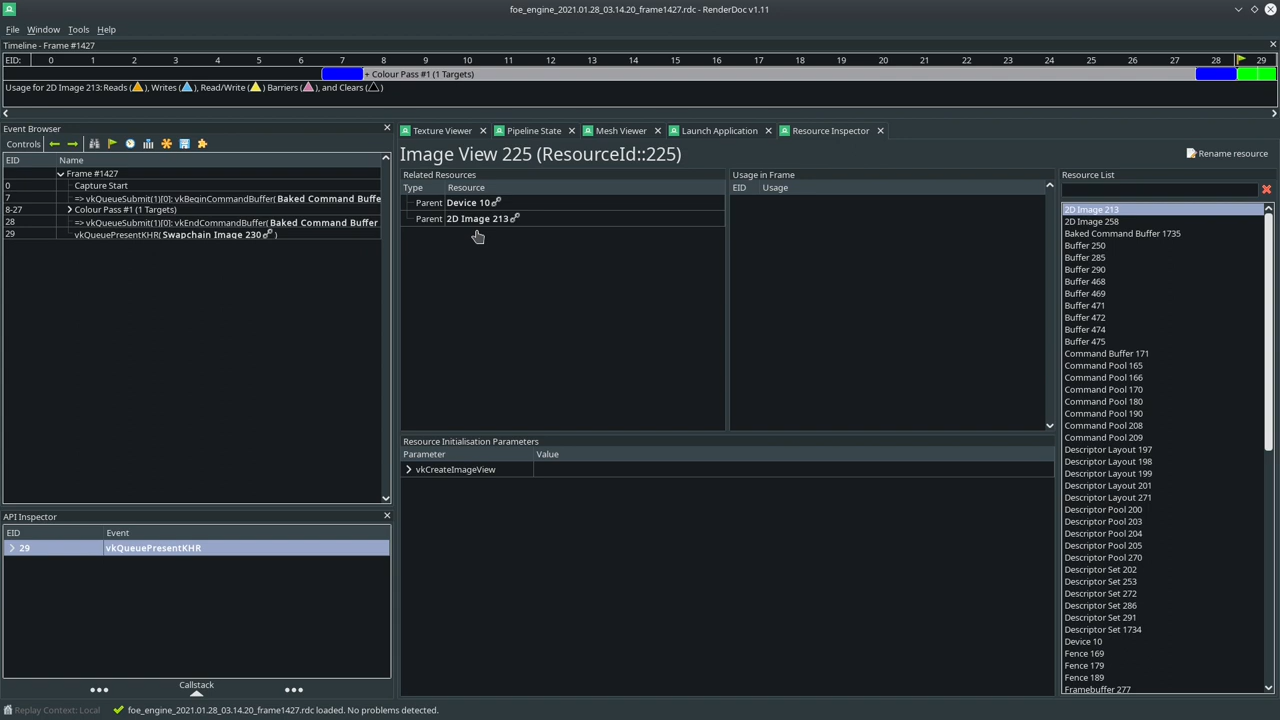 foe_engine_2021.01.28_03.14.20_frame1427.rdc - RenderDoc v1.11
File Window Tools Help
Timeline - Frame #1427
EID: 0 1 2 3 4 5 6 7 8 9 10 11 12 13 14 15 16 17 18 19 20 21 22 23 24 25 26 27 28 29
+ Colour Pass #1 (1 Targets)
Usage for 2D Image 213: Reads ( ), Writes ( ), Read/Write ( ) Barriers ( ), and Clears ( )
Event Browser
Controls
EID Name
Frame #1427
0 Capture Start
7 => vkQueueSubmit(1)[0]: vkBeginCommandBuffer( Baked Command Buffe
8-27 Colour Pass #1 (1 Targets)
28 => vkQueueSubmit(1)[0]: vkEndCommandBuffer( Baked Command Buffer
29 vkQueuePresentKHR( Swapchain Image 230 )
API Inspector
EID Event
29 vkQueuePresentKHR
Callstack
Texture Viewer Pipeline State Mesh Viewer Launch Application Resource Inspector
Image View 225 (ResourceId::225)
Rename resource
Related Resources
Type Resource
Parent Device 10
Parent 2D Image 213
Usage in Frame
EID Usage
Resource Initialisation Parameters
Parameter Value
vkCreateImageView
Resource List
2D Image 213
2D Image 258
Baked Command Buffer 1735
Buffer 250
Buffer 285
Buffer 290
Buffer 468
Buffer 469
Buffer 471
Buffer 472
Buffer 474
Buffer 475
Command Buffer 171
Command Pool 165
Command Pool 166
Command Pool 170
Command Pool 180
Command Pool 190
Command Pool 208
Command Pool 209
Descriptor Layout 197
Descriptor Layout 198
Descriptor Layout 199
Descriptor Layout 201
Descriptor Layout 271
Descriptor Pool 200
Descriptor Pool 203
Descriptor Pool 204
Descriptor Pool 205
Descriptor Pool 270
Descriptor Set 202
Descriptor Set 253
Descriptor Set 272
Descriptor Set 286
Descriptor Set 291
Descriptor Set 1734
Device 10
Fence 169
Fence 179
Fence 189
Framebuffer 277
Replay Context: Local
foe_engine_2021.01.28_03.14.20_frame1427.rdc loaded. No problems detected.